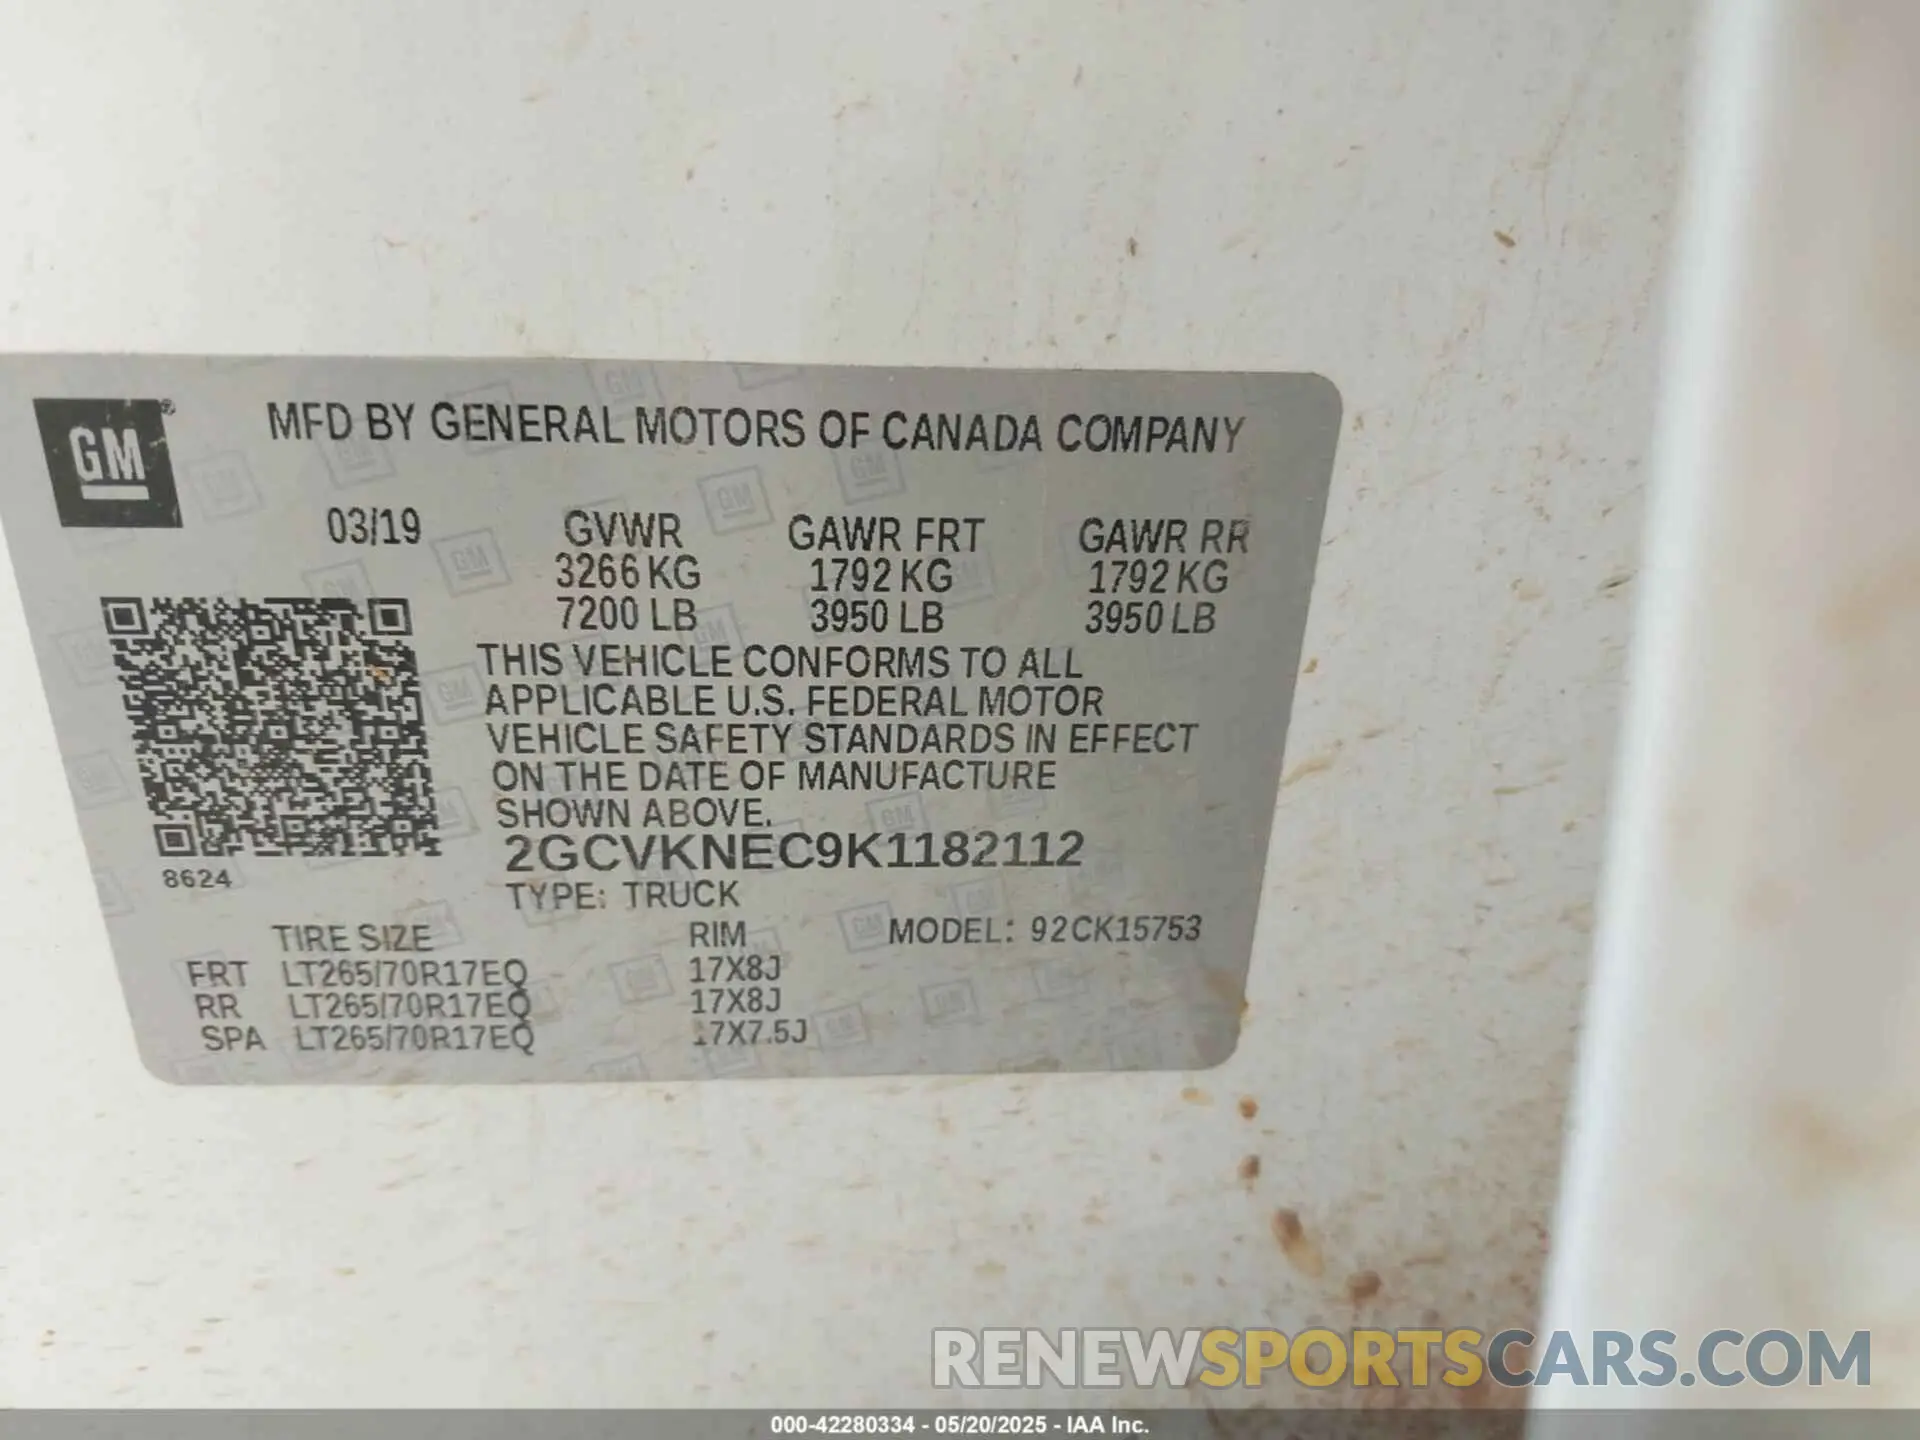 GM ® MFD BY GENERAL MOTORS OF CANADA COMPANY
03/19 GVWR GAWR FRT GAWR RR
3266 KG 1792 KG 1792 KG
7200 LB 3950 LB 3950 LB
THIS VEHICLE CONFORMS TO ALL
APPLICABLE U.S. FEDERAL MOTOR
VEHICLE SAFETY STANDARDS IN EFFECT
ON THE DATE OF MANUFACTURE
SHOWN ABOVE.
2GCVKNEC9K1182112
8624
TYPE: TRUCK
TIRE SIZE RIM MODEL: 92CK15753
FRT LT265/70R17EQ 17X8J
RR LT265/70R17EQ 17X8J
SPA LT265/70R17EQ 17X7.5J
RENEWSPORTSCARS.COM
000-42280334 - 05/20/2025 - IAA Inc.